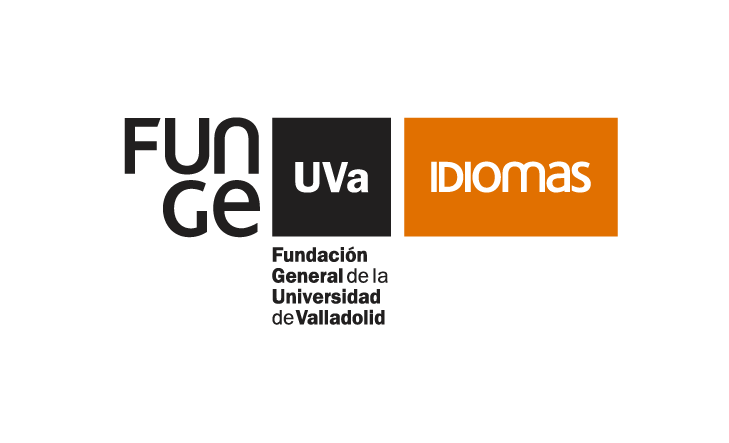 FUN
Ge
UVa
IDIOMAS
Fundación
General de la
Universidad
de Valladolid